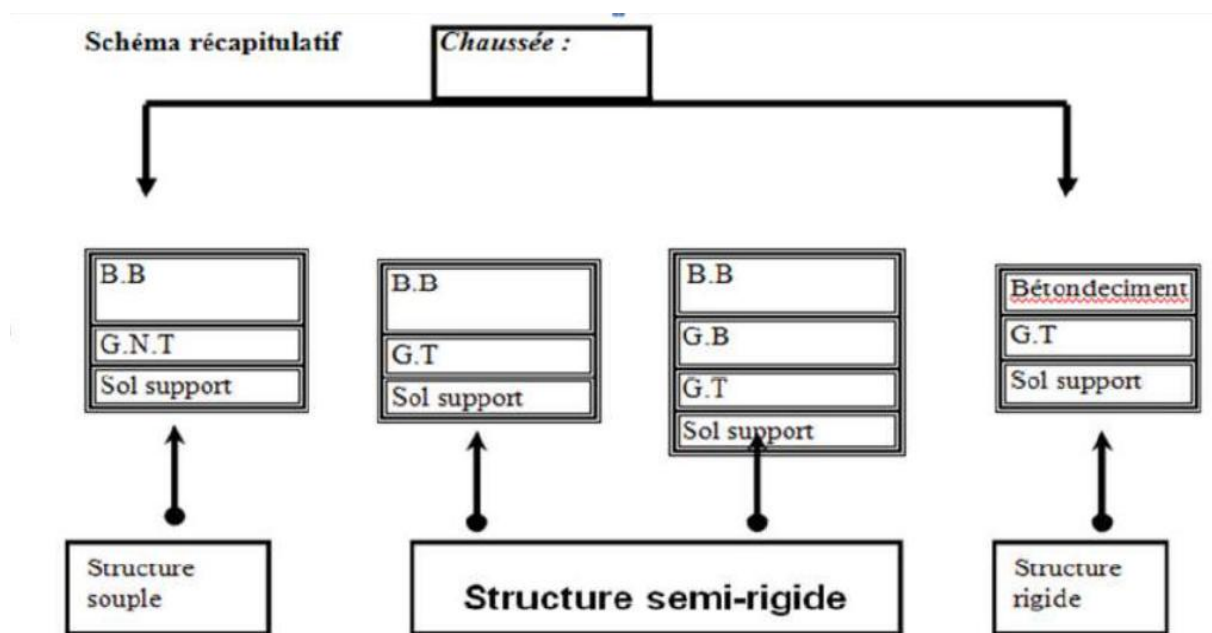 Schéma récapitulatif
Chaussée :
B.B
G.N.T
Sol support
B.B
G.T
Sol support
B.B
G.B
G.T
Sol support
Bétondeciment
G.T
Sol support
Structure
souple
Structure semi-rigide
Structure
rigide